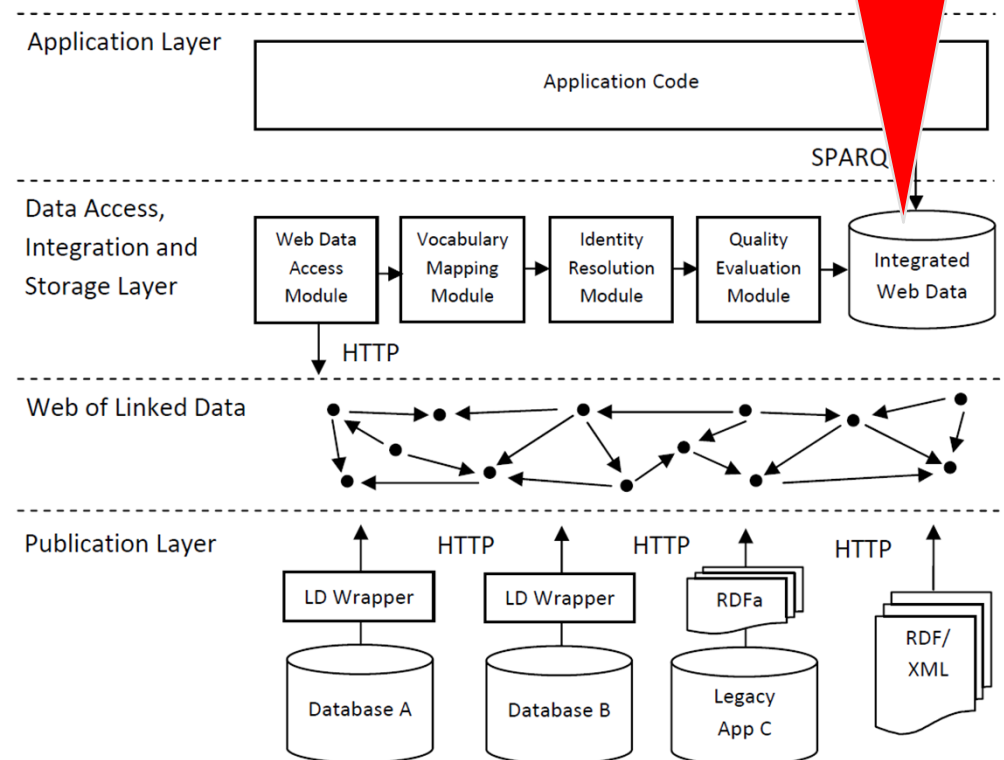 Application Layer
Application Code
SPARQ
Data Access,
Integration and
Storage Layer
Web Data
Access
Module
Vocabulary
Mapping
Module
Identity
Resolution
Module
Quality
Evaluation
Module
Integrated
Web Data
HTTP
Web of Linked Data
Publication Layer
HTTP
HTTP
HTTP
LD Wrapper
LD Wrapper
RDFa
RDF/
XML
Database A
Database B
Legacy
App C